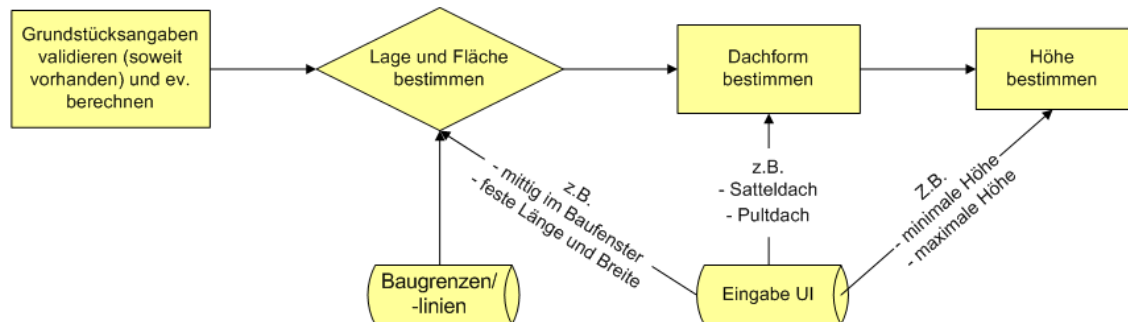 Grundstücksangaben
validieren (soweit
vorhanden) und ev.
berechnen
Lage und Fläche
bestimmen
Dachform
bestimmen
Höhe
bestimmen
z.B.
- mittig im Baufenster
- feste Länge und Breite
z.B.
- Satteldach
- Pultdach
Z.B.
- minimale Höhe
- maximale Höhe
Baugrenzen/
-linien
Eingabe UI